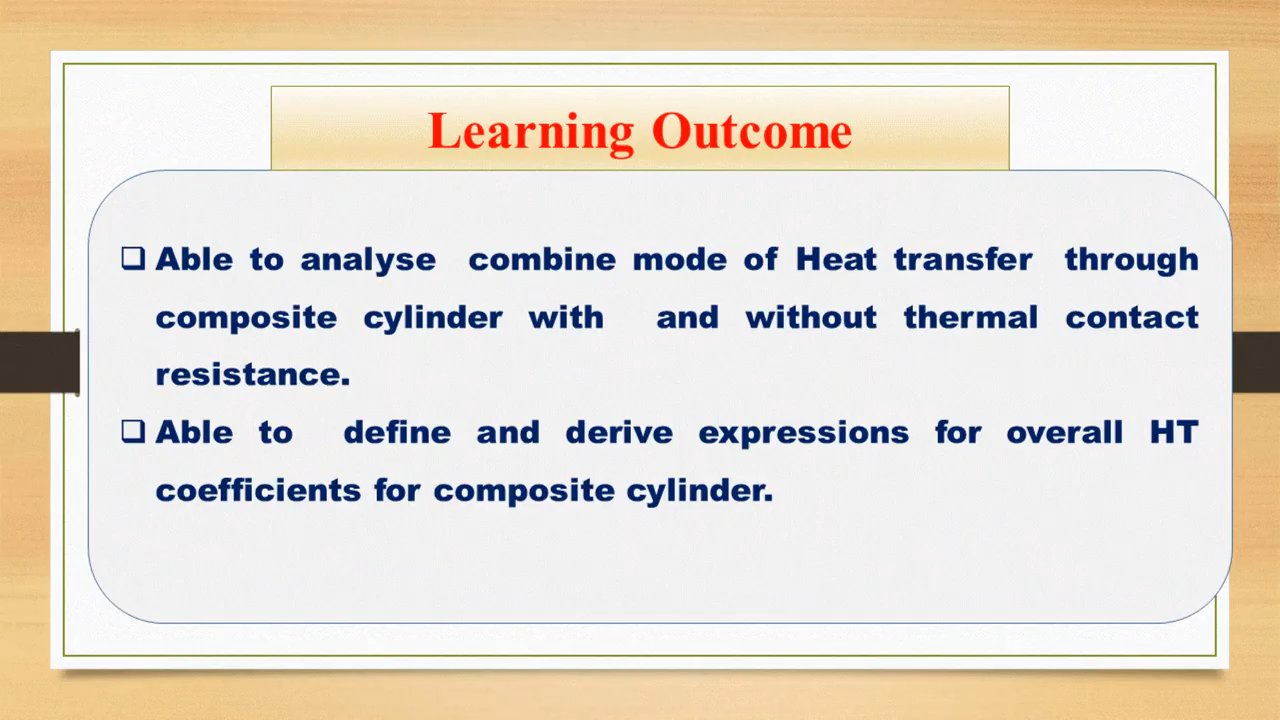 Learning Outcome
❑ Able to analyse combine mode of Heat transfer through
composite cylinder with and without thermal contact
resistance.
❑ Able to define and derive expressions for overall HT
coefficients for composite cylinder.